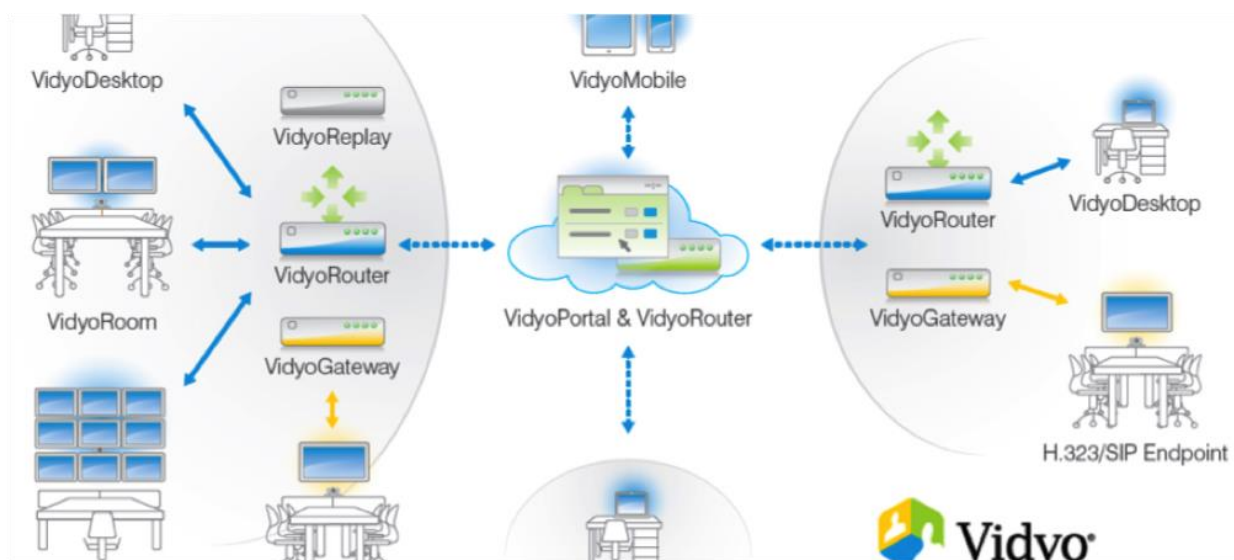 VidyoDesktop
VidyoMobile
VidyoReplay
VidyoRouter
VidyoDesktop
VidyoRouter
VidyoRoom
VidyoPortal & VidyoRouter
VidyoGateway
VidyoGateway
H.323/SIP Endpoint
Vidyo